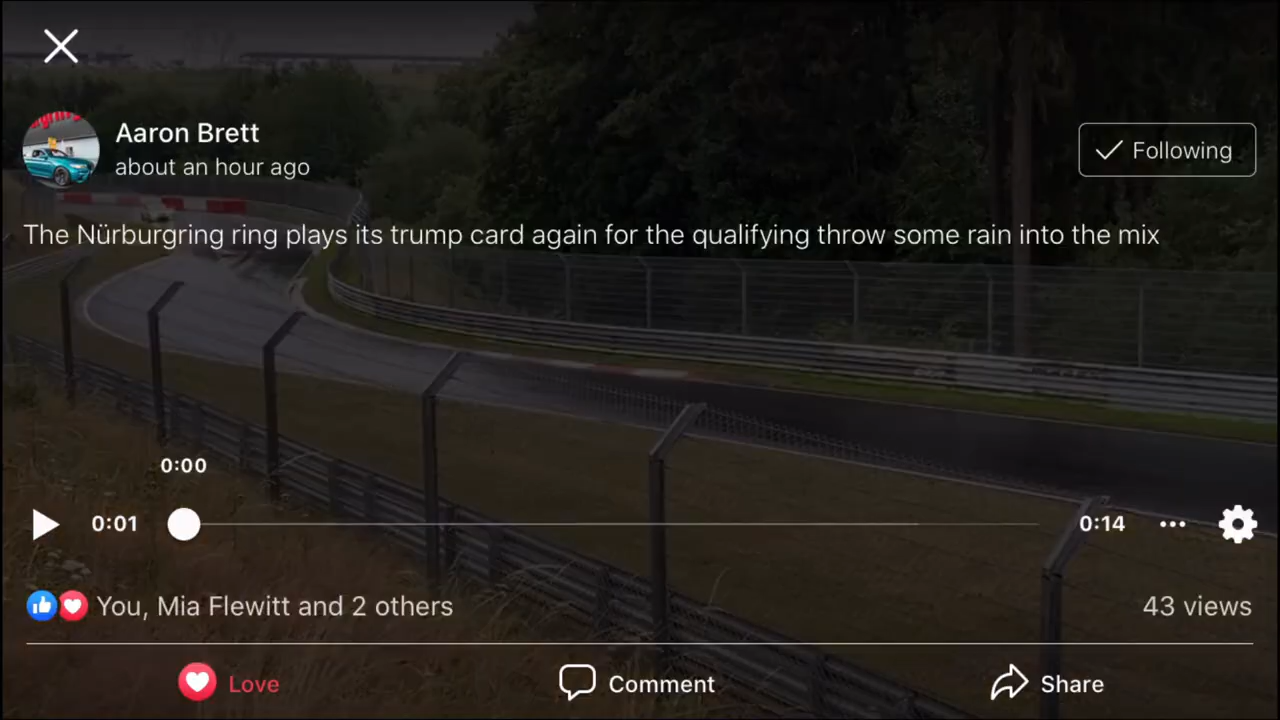 Aaron Brett
about an hour ago
Following
The Nürburgring ring plays its trump card again for the qualifying throw some rain into the mix
0:00
0:01
0:14
You, Mia Flewitt and 2 others
43 views
Love
Comment
Share